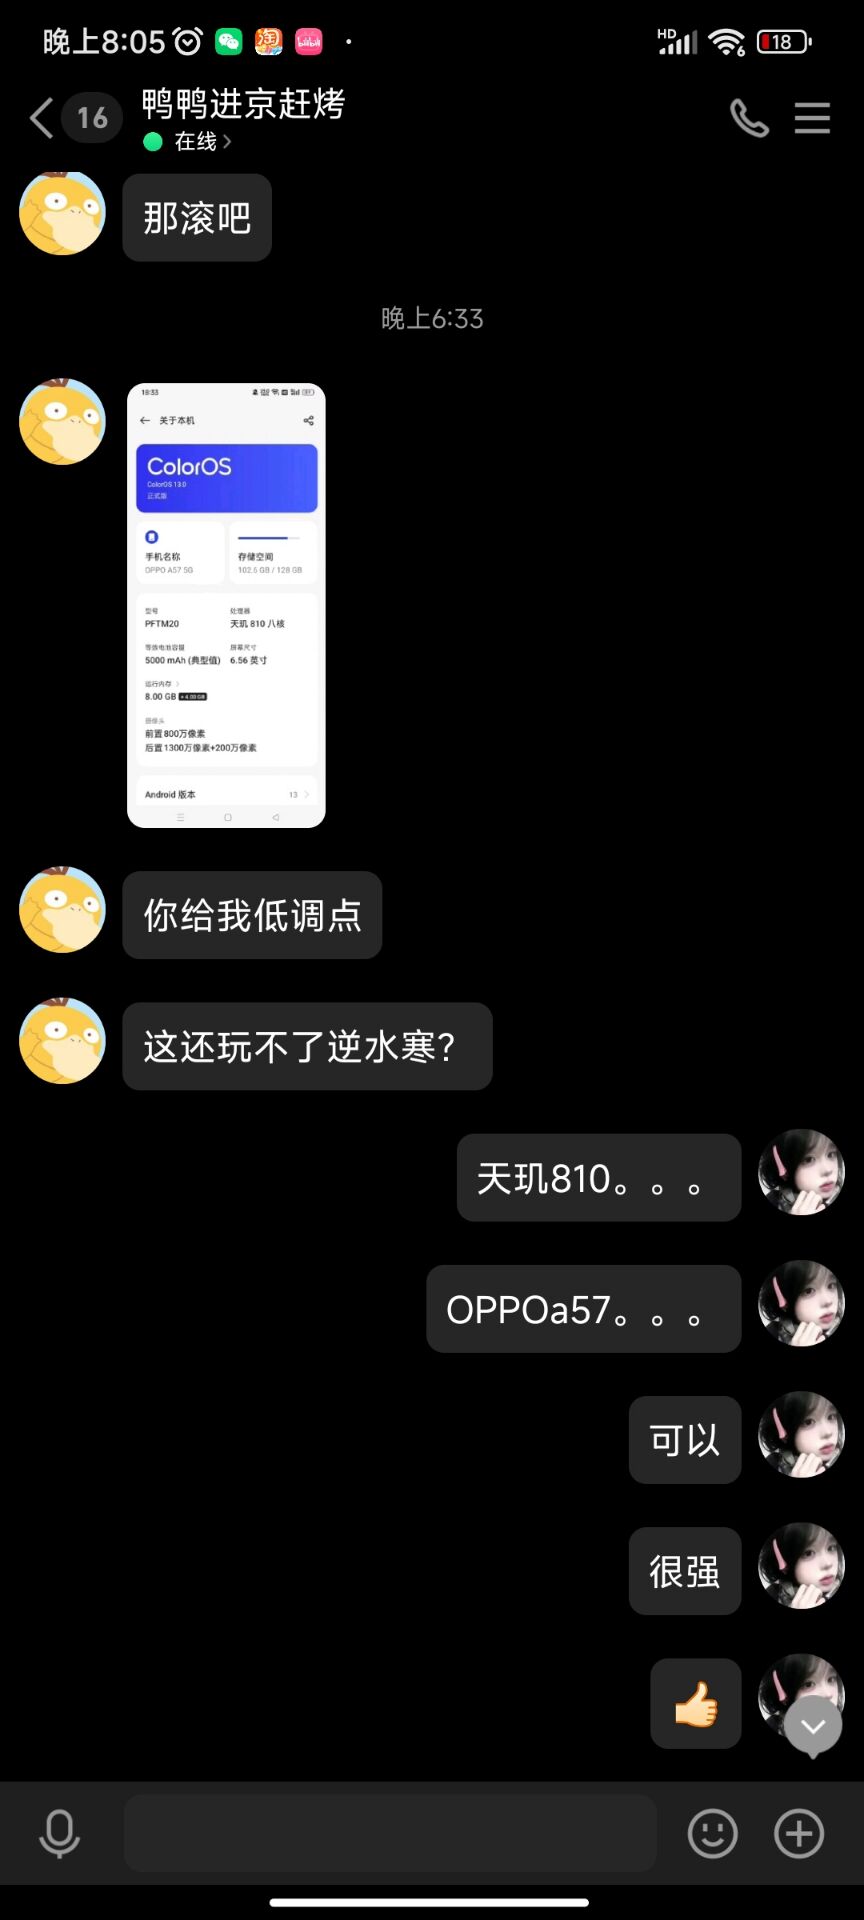 晚上8:05
HD
6
18
16
鸭鸭进京赶烤
在线
那滚吧
晚上6:33
18:33
关于本机
ColorOS
ColorOS 13.0
正式版
手机名称
OPPO A57 5G
存储空间
102.6 GB / 128 GB
型号
PFTM20
处理器
天玑 810 八核
等效电池容量
5000 mAh (典型值)
屏幕尺寸
6.56 英寸
运行内存
8.00 GB + 4.00 GB
摄像头
前置800万像素
后置1300万像素+200万像素
Android 版本
13
你给我低调点
这还玩不了逆水寒?
天玑810。。。
OPPOa57。。。
可以
很强